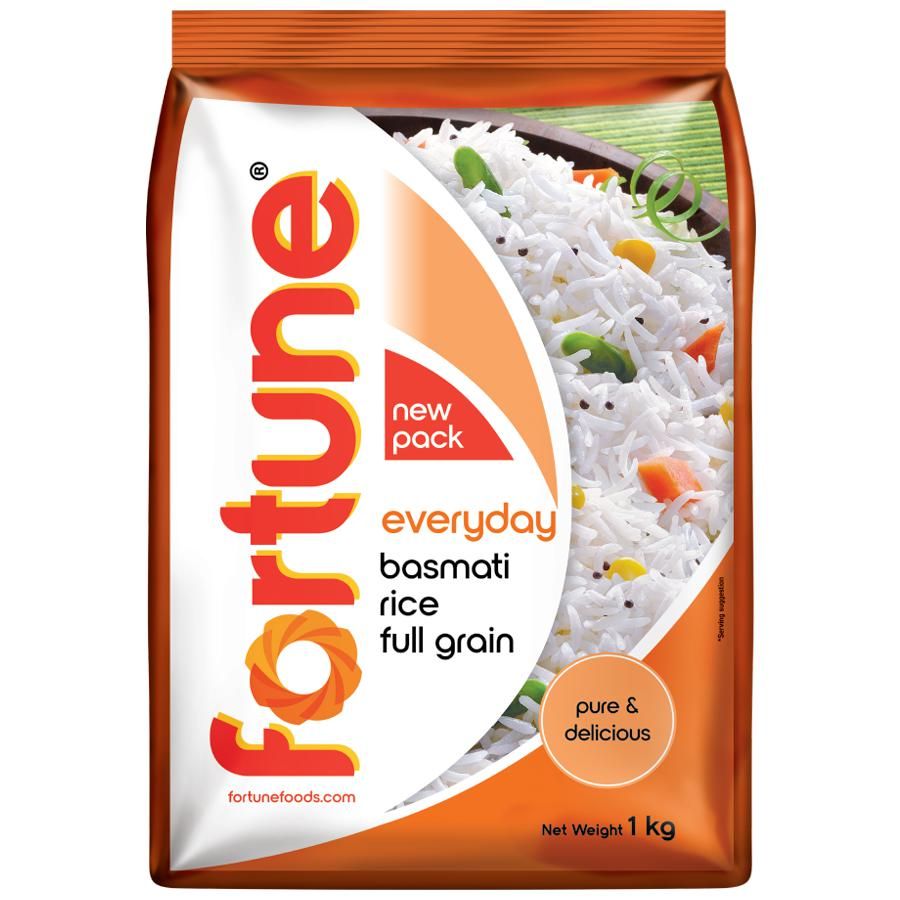 fortune®
new
pack
everyday
basmati
rice
full grain
*Serving suggestion
pure &
delicious
fortunefoods.com
Net Weight 1 kg